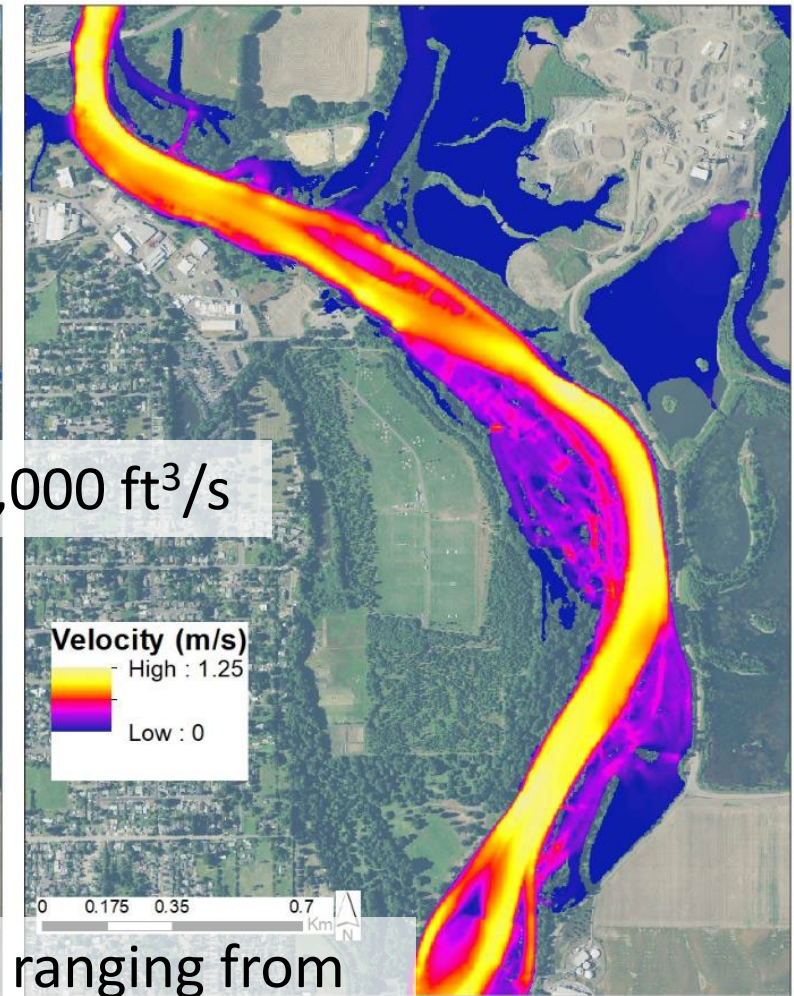 ,000 ft³/s
Velocity (m/s)
High : 1.25
Low : 0
0 0.175 0.35 0.7
Km
N
ranging from